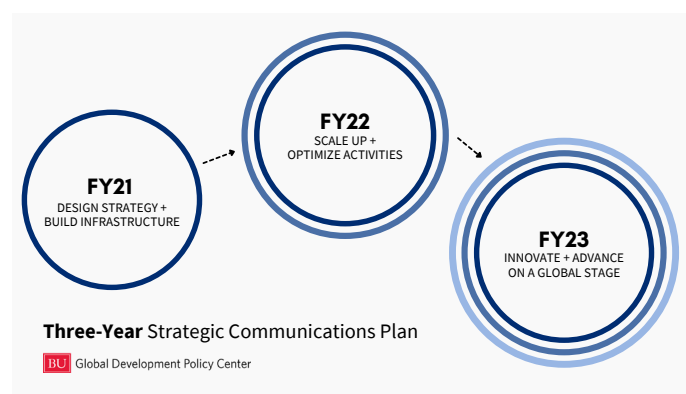 FY21
DESIGN STRATEGY +
BUILD INFRASTRUCTURE
FY22
SCALE UP +
OPTIMIZE ACTIVITIES
FY23
INNOVATE + ADVANCE
ON A GLOBAL STAGE
Three-Year Strategic Communications Plan
BU Global Development Policy Center